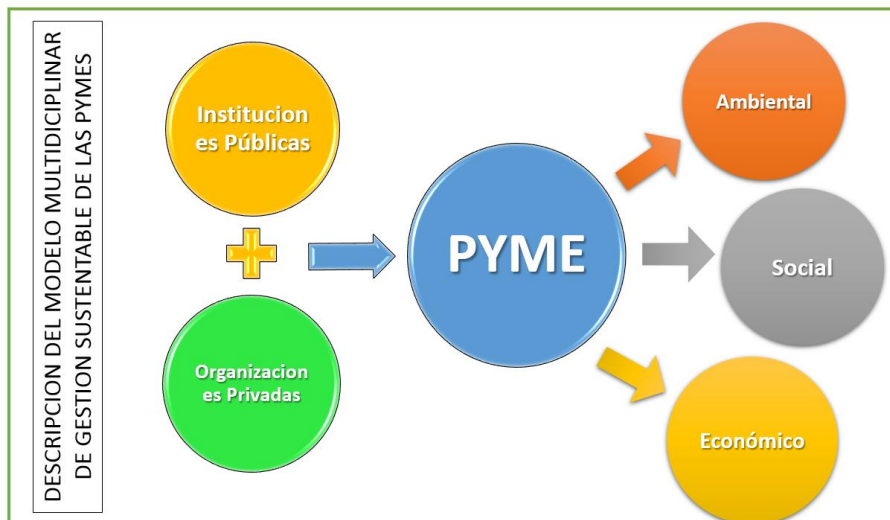 DESCRIPCION DEL MODELO MULTIDICIPLINAR
DE GESTION SUSTENTABLE DE LAS PYMES
Institucion
es Públicas
Organizacion
es Privadas
PYME
Ambiental
Social
Económico